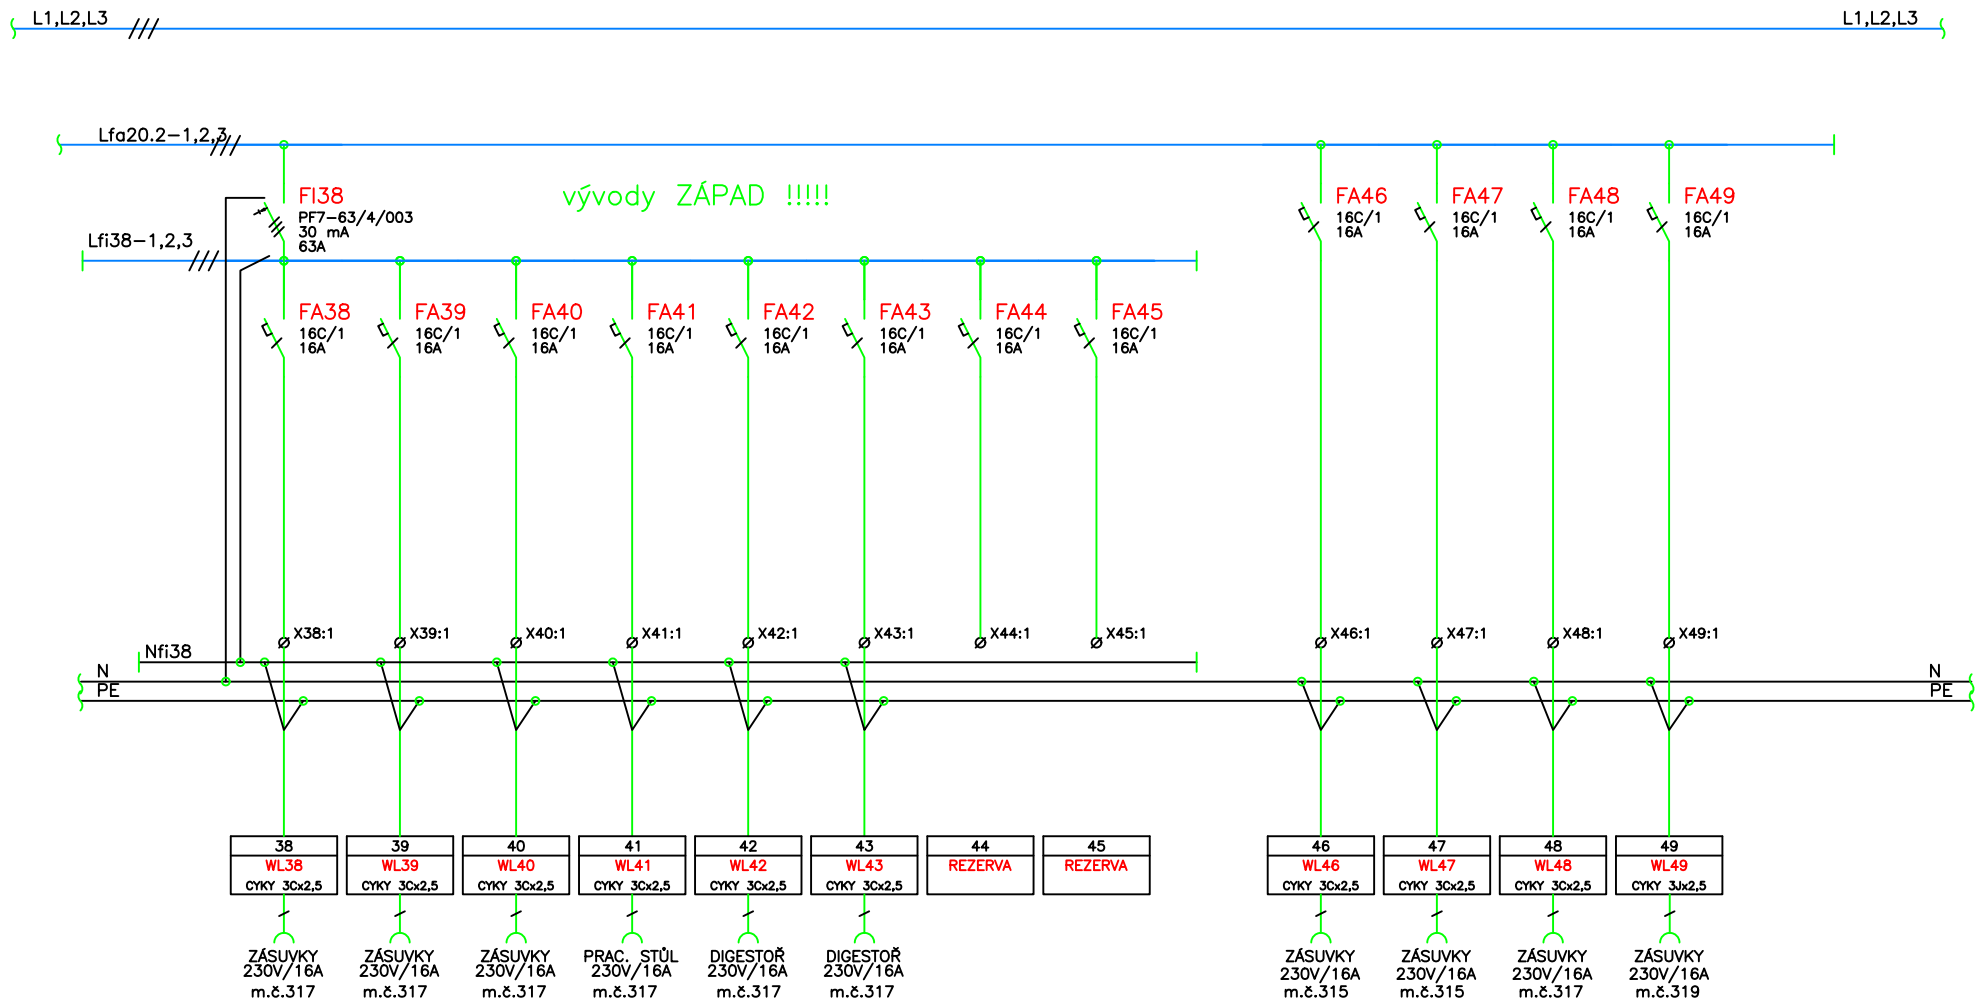 L1,L2,L3
L1,L2,L3
Lfa20.2-1,2,3
vývody ZÁPAD !!!!!
FI38
PF7-63/4/003
30 mA
63A
FA46
16C/1
16A
FA47
16C/1
16A
FA48
16C/1
16A
FA49
16C/1
16A
Lfi38-1,2,3
FA38
16C/1
16A
FA39
16C/1
16A
FA40
16C/1
16A
FA41
16C/1
16A
FA42
16C/1
16A
FA43
16C/1
16A
FA44
16C/1
16A
FA45
16C/1
16A
X38:1
X39:1
X40:1
X41:1
X42:1
X43:1
X44:1
X45:1
X46:1
X47:1
X48:1
X49:1
Nfi38
N
PE
N
PE
38
WL38
CYKY 3Cx2,5
ZÁSUVKY
230V/16A
m.č.317
39
WL39
CYKY 3Cx2,5
ZÁSUVKY
230V/16A
m.č.317
40
WL40
CYKY 3Cx2,5
ZÁSUVKY
230V/16A
m.č.317
41
WL41
CYKY 3Cx2,5
PRAC. STŮL
230V/16A
m.č.317
42
WL42
CYKY 3Cx2,5
DIGESTOŘ
230V/16A
m.č.317
43
WL43
CYKY 3Cx2,5
DIGESTOŘ
230V/16A
m.č.317
44
REZERVA
45
REZERVA
46
WL46
CYKY 3Cx2,5
ZÁSUVKY
230V/16A
m.č.315
47
WL47
CYKY 3Cx2,5
ZÁSUVKY
230V/16A
m.č.315
48
WL48
CYKY 3Cx2,5
ZÁSUVKY
230V/16A
m.č.317
49
WL49
CYKY 3Jx2,5
ZÁSUVKY
230V/16A
m.č.319